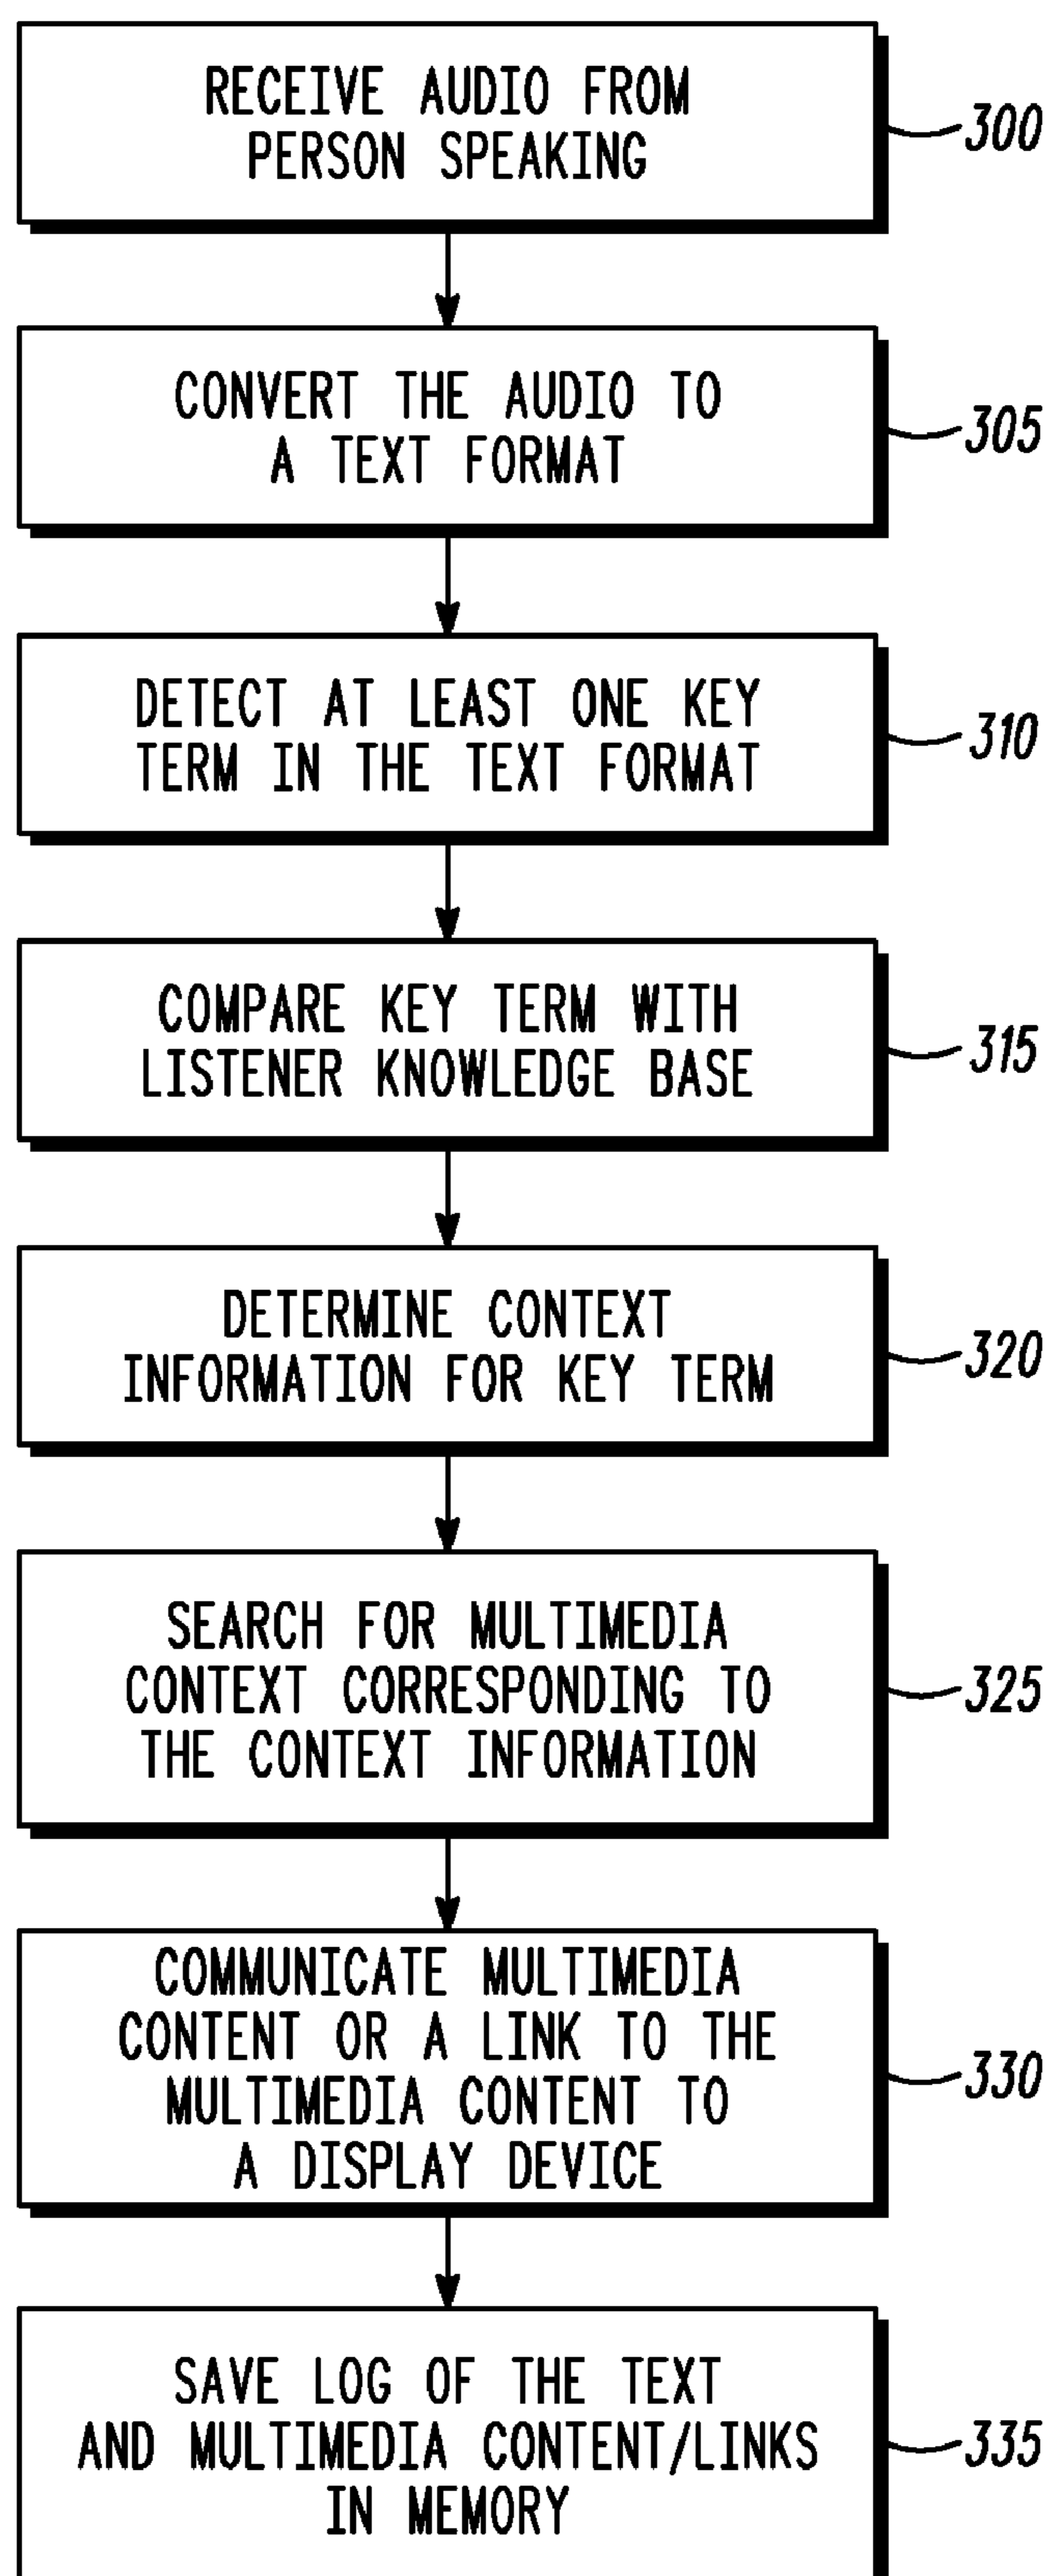 RECEIVE AUDIO FROM
PERSON SPEAKING
300
CONVERT THE AUDIO TO
A TEXT FORMAT
305
DETECT AT LEAST ONE KEY
TERM IN THE TEXT FORMAT
310
COMPARE KEY TERM WITH
LISTENER KNOWLEDGE BASE
315
DETERMINE CONTEXT
INFORMATION FOR KEY TERM
320
SEARCH FOR MULTIMEDIA
CONTEXT CORRESPONDING TO
THE CONTEXT INFORMATION
325
COMMUNICATE MULTIMEDIA
CONTENT OR A LINK TO THE
MULTIMEDIA CONTENT TO
A DISPLAY DEVICE
330
SAVE LOG OF THE TEXT
AND MULTIMEDIA CONTENT/LINKS
IN MEMORY
335